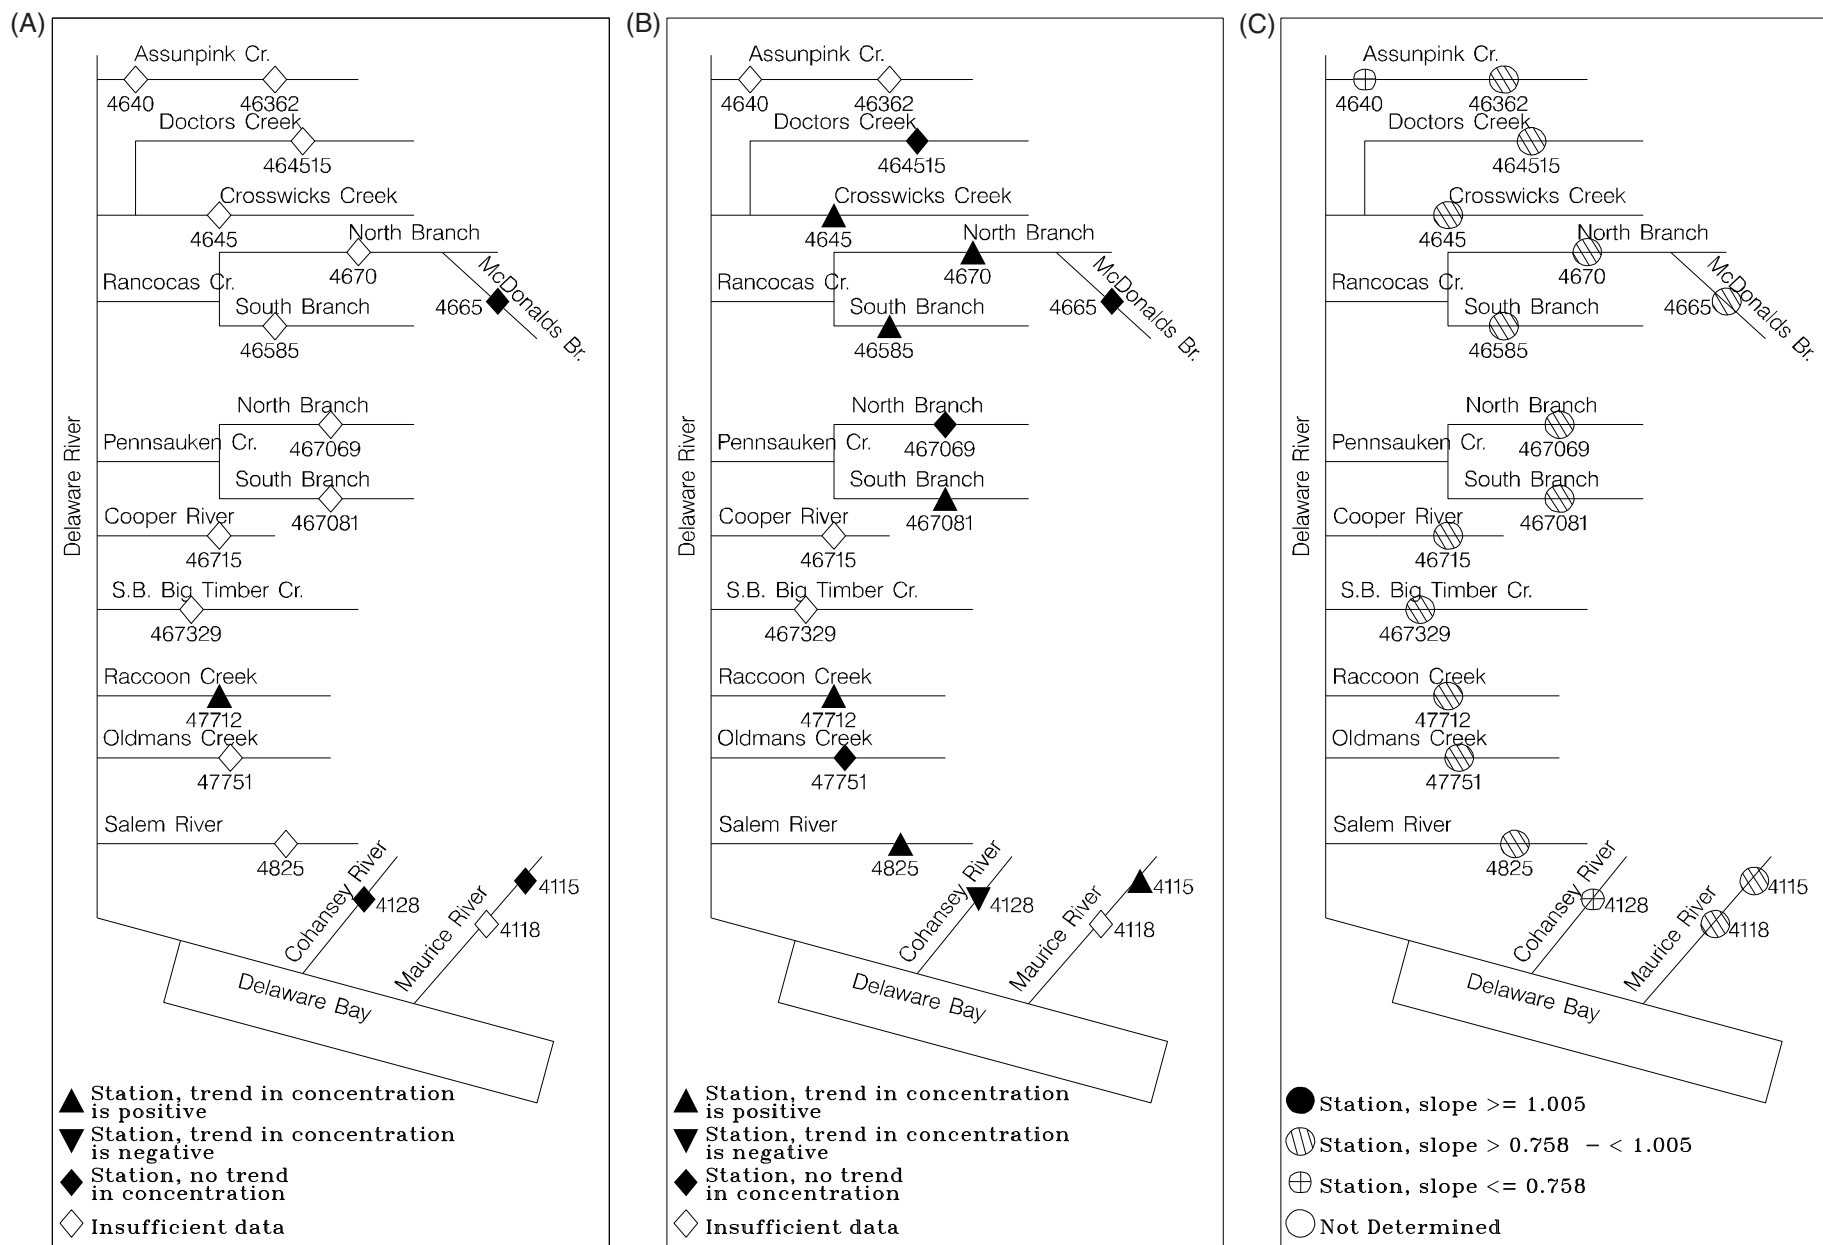 (A)
Assunpink Cr.
4640
46362
Doctors Creek
464515
Crosswicks Creek
4645
North Branch
4670
Rancocas Cr.
McDonalds Br.
4665
South Branch
46585
North Branch
467069
Pennsauken Cr.
South Branch
467081
Cooper River
46715
Delaware River
S.B. Big Timber Cr.
467329
Raccoon Creek
47712
Oldmans Creek
47751
Salem River
4825
Cohansey River
4128
Maurice River
4115
4118
Delaware Bay
Station, trend in concentration
is positive
Station, trend in concentration
is negative
Station, no trend
in concentration
Insufficient data
(B)
Assunpink Cr.
4640
46362
Doctors Creek
464515
Crosswicks Creek
4645
North Branch
4670
Rancocas Cr.
McDonalds Br.
4665
South Branch
46585
North Branch
467069
Pennsauken Cr.
South Branch
467081
Cooper River
46715
Delaware River
S.B. Big Timber Cr.
467329
Raccoon Creek
47712
Oldmans Creek
47751
Salem River
4825
Cohansey River
4128
Maurice River
4115
4118
Delaware Bay
Station, trend in concentration
is positive
Station, trend in concentration
is negative
Station, no trend
in concentration
Insufficient data
(C)
Assunpink Cr.
4640
46362
Doctors Creek
464515
Crosswicks Creek
4645
North Branch
4670
Rancocas Cr.
McDonalds Br.
4665
South Branch
46585
North Branch
467069
Pennsauken Cr.
South Branch
467081
Cooper River
46715
Delaware River
S.B. Big Timber Cr.
467329
Raccoon Creek
47712
Oldmans Creek
47751
Salem River
4825
Cohansey River
4128
Maurice River
4115
4118
Delaware Bay
Station, slope >= 1.005
Station, slope > 0.758 - < 1.005
Station, slope <= 0.758
Not Determined